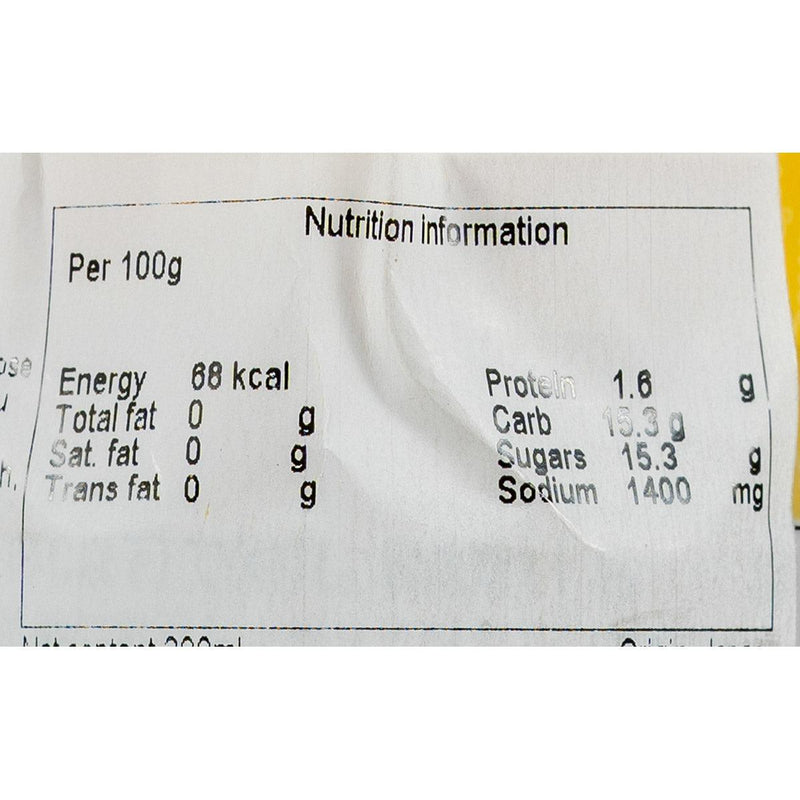 Nutrition information
Per 100g
Energy 68 kcal
Total fat 0 g
Sat. fat 0 g
Trans fat 0 g
Protein 1.6 g
Carb 15.3 g
Sugars 15.3 g
Sodium 1400 mg